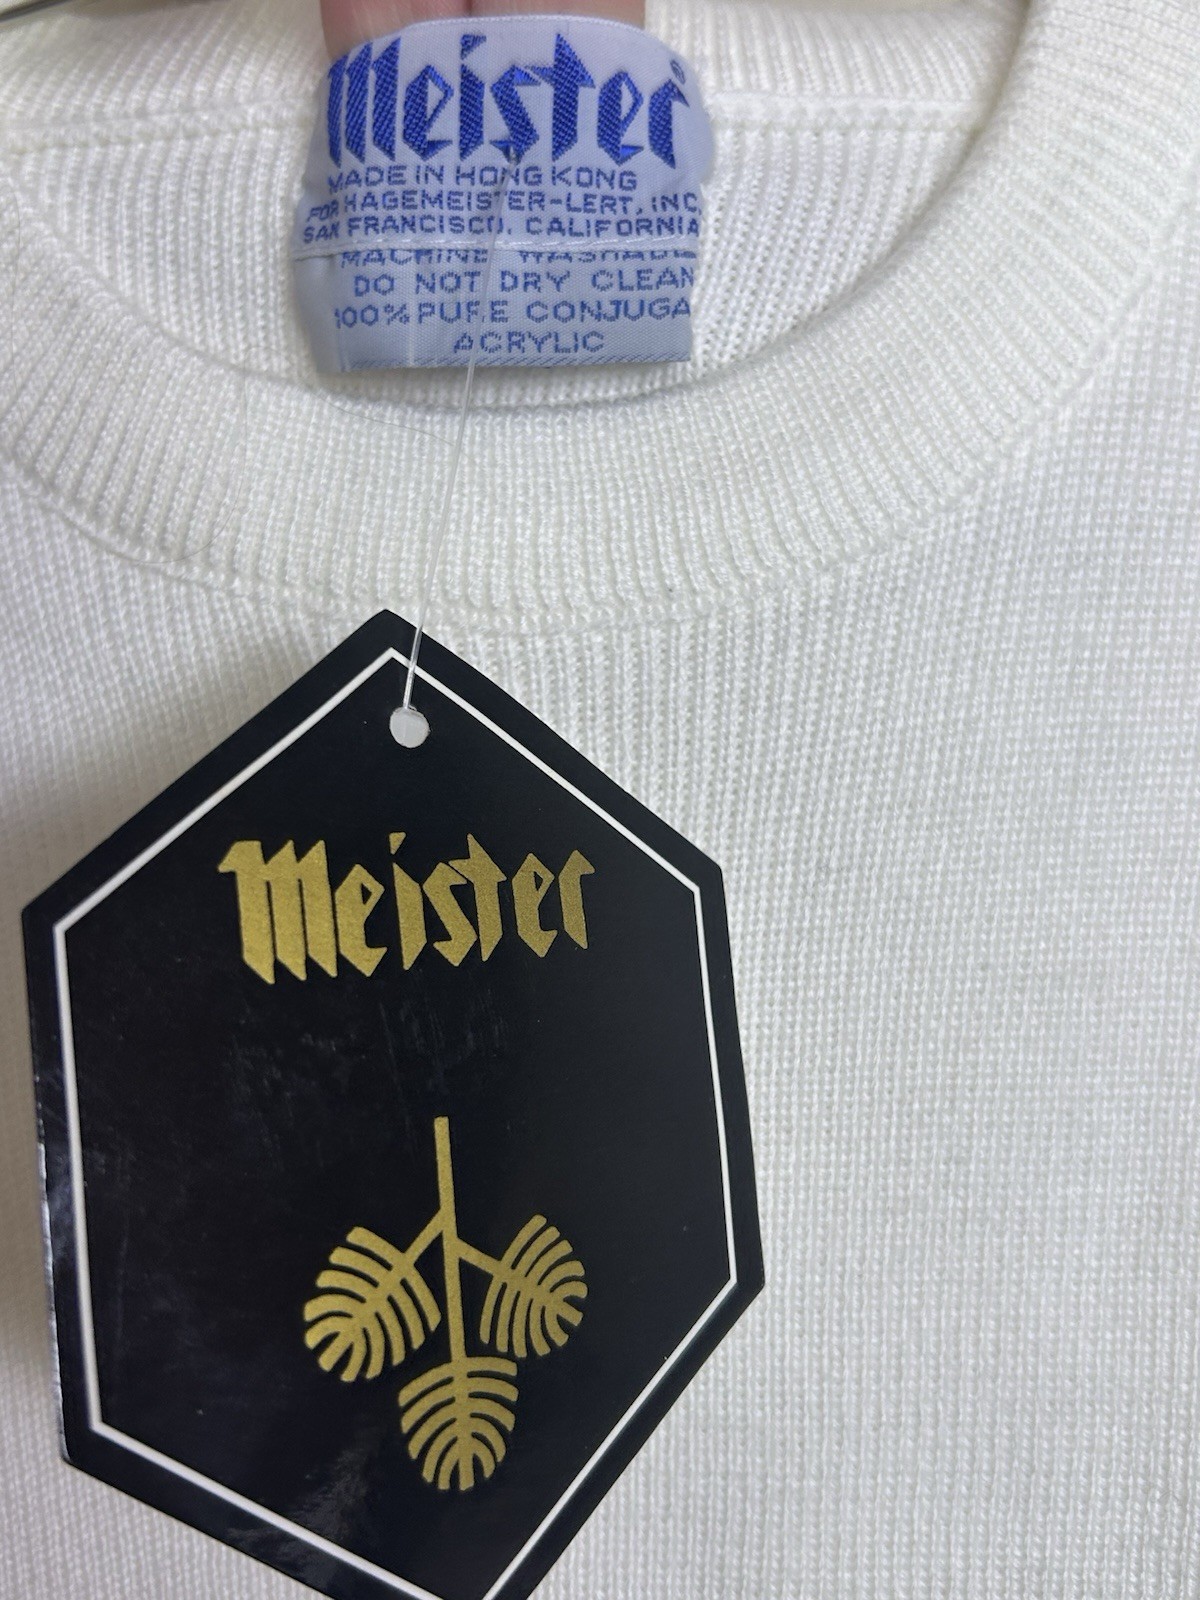 Meister®
MADE IN HONG KONG
FOR HAGEMEISTER-LERT, INC.
SAN FRANCISCO, CALIFORNIA
MACHINE WASHABLE
DO NOT DRY CLEAN
100% PURE CONJUGA
ACRYLIC
Meister